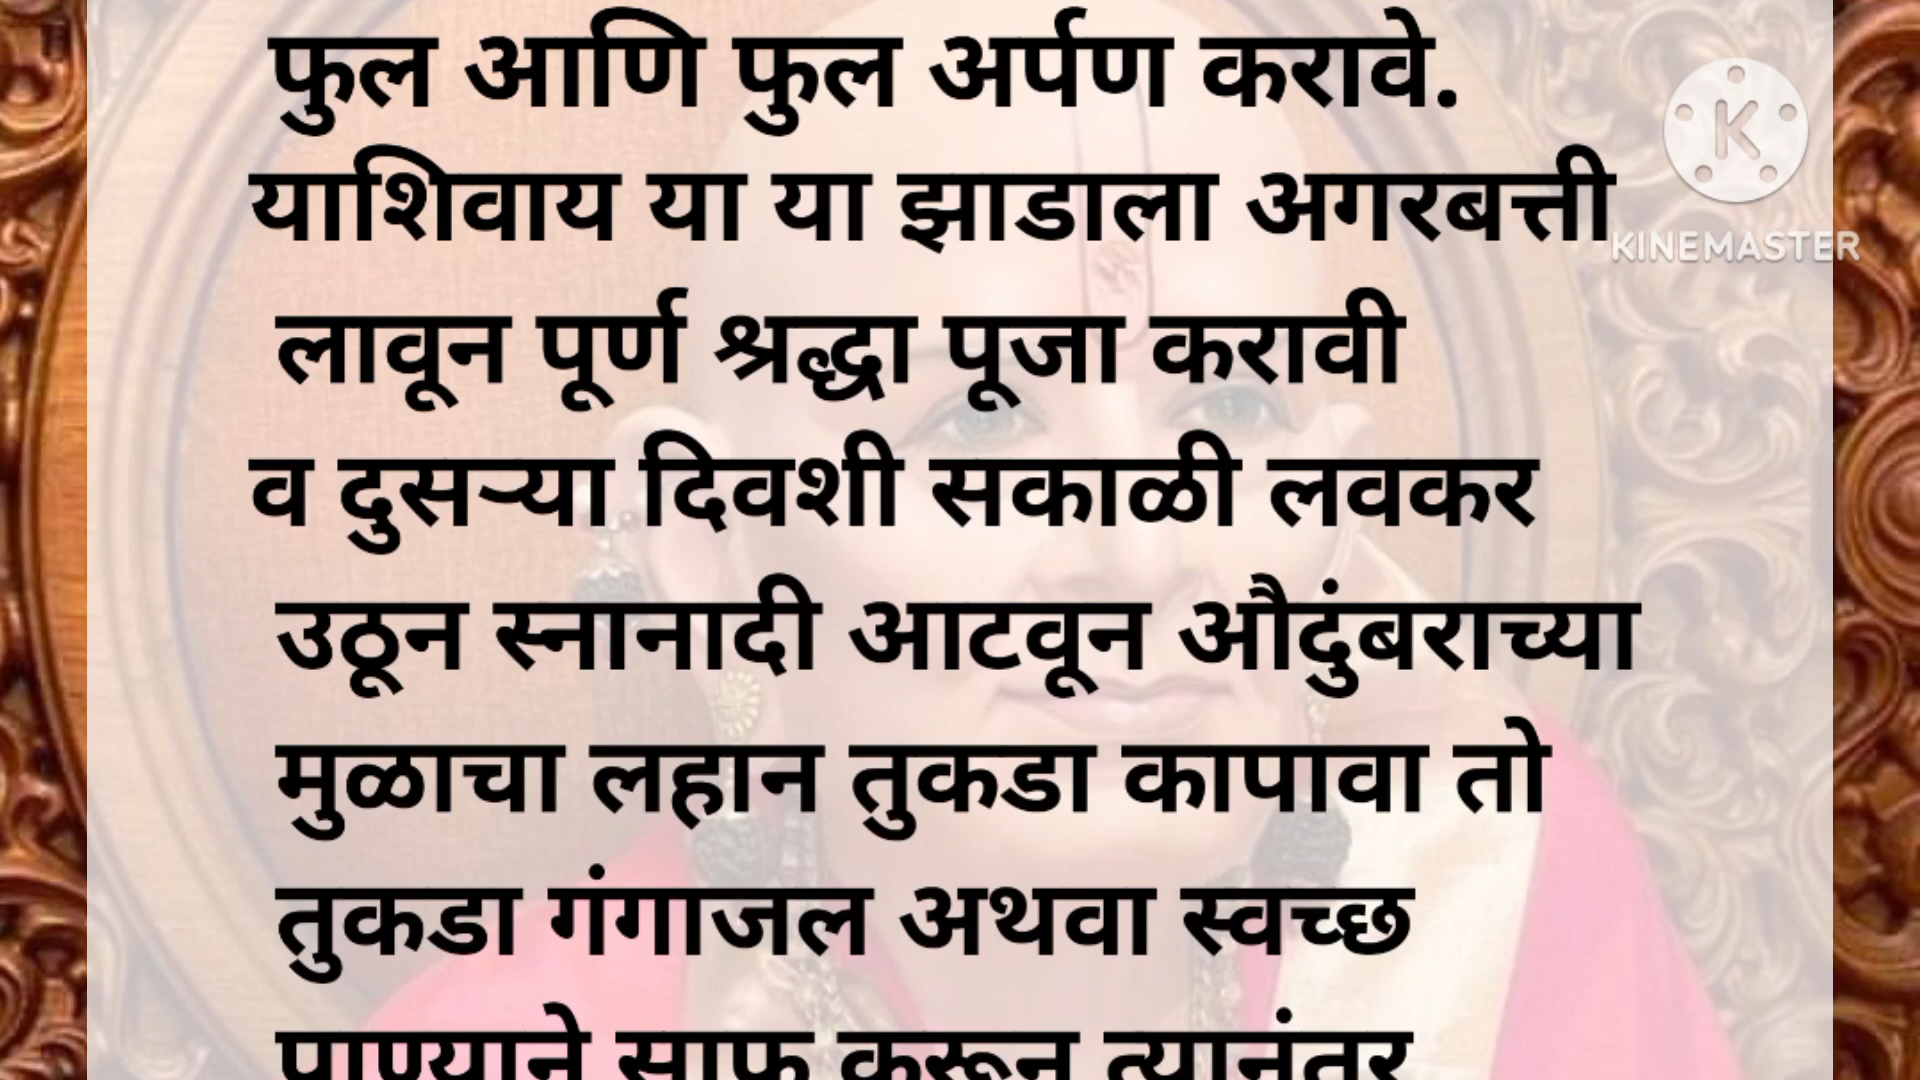 फुल आणि फुल अर्पण करावे.
याशिवाय या या झाडाला अगरबत्ती
लावून पूर्ण श्रद्धा पूजा करावी
व दुसऱ्या दिवशी सकाळी लवकर
उठून स्नानादी आटवून औदुंबराच्या
मुळाचा लहान तुकडा कापावा तो
तुकडा गंगाजल अथवा स्वच्छ
पाण्याने साफ करून त्यानंतर
K
KINEMASTER